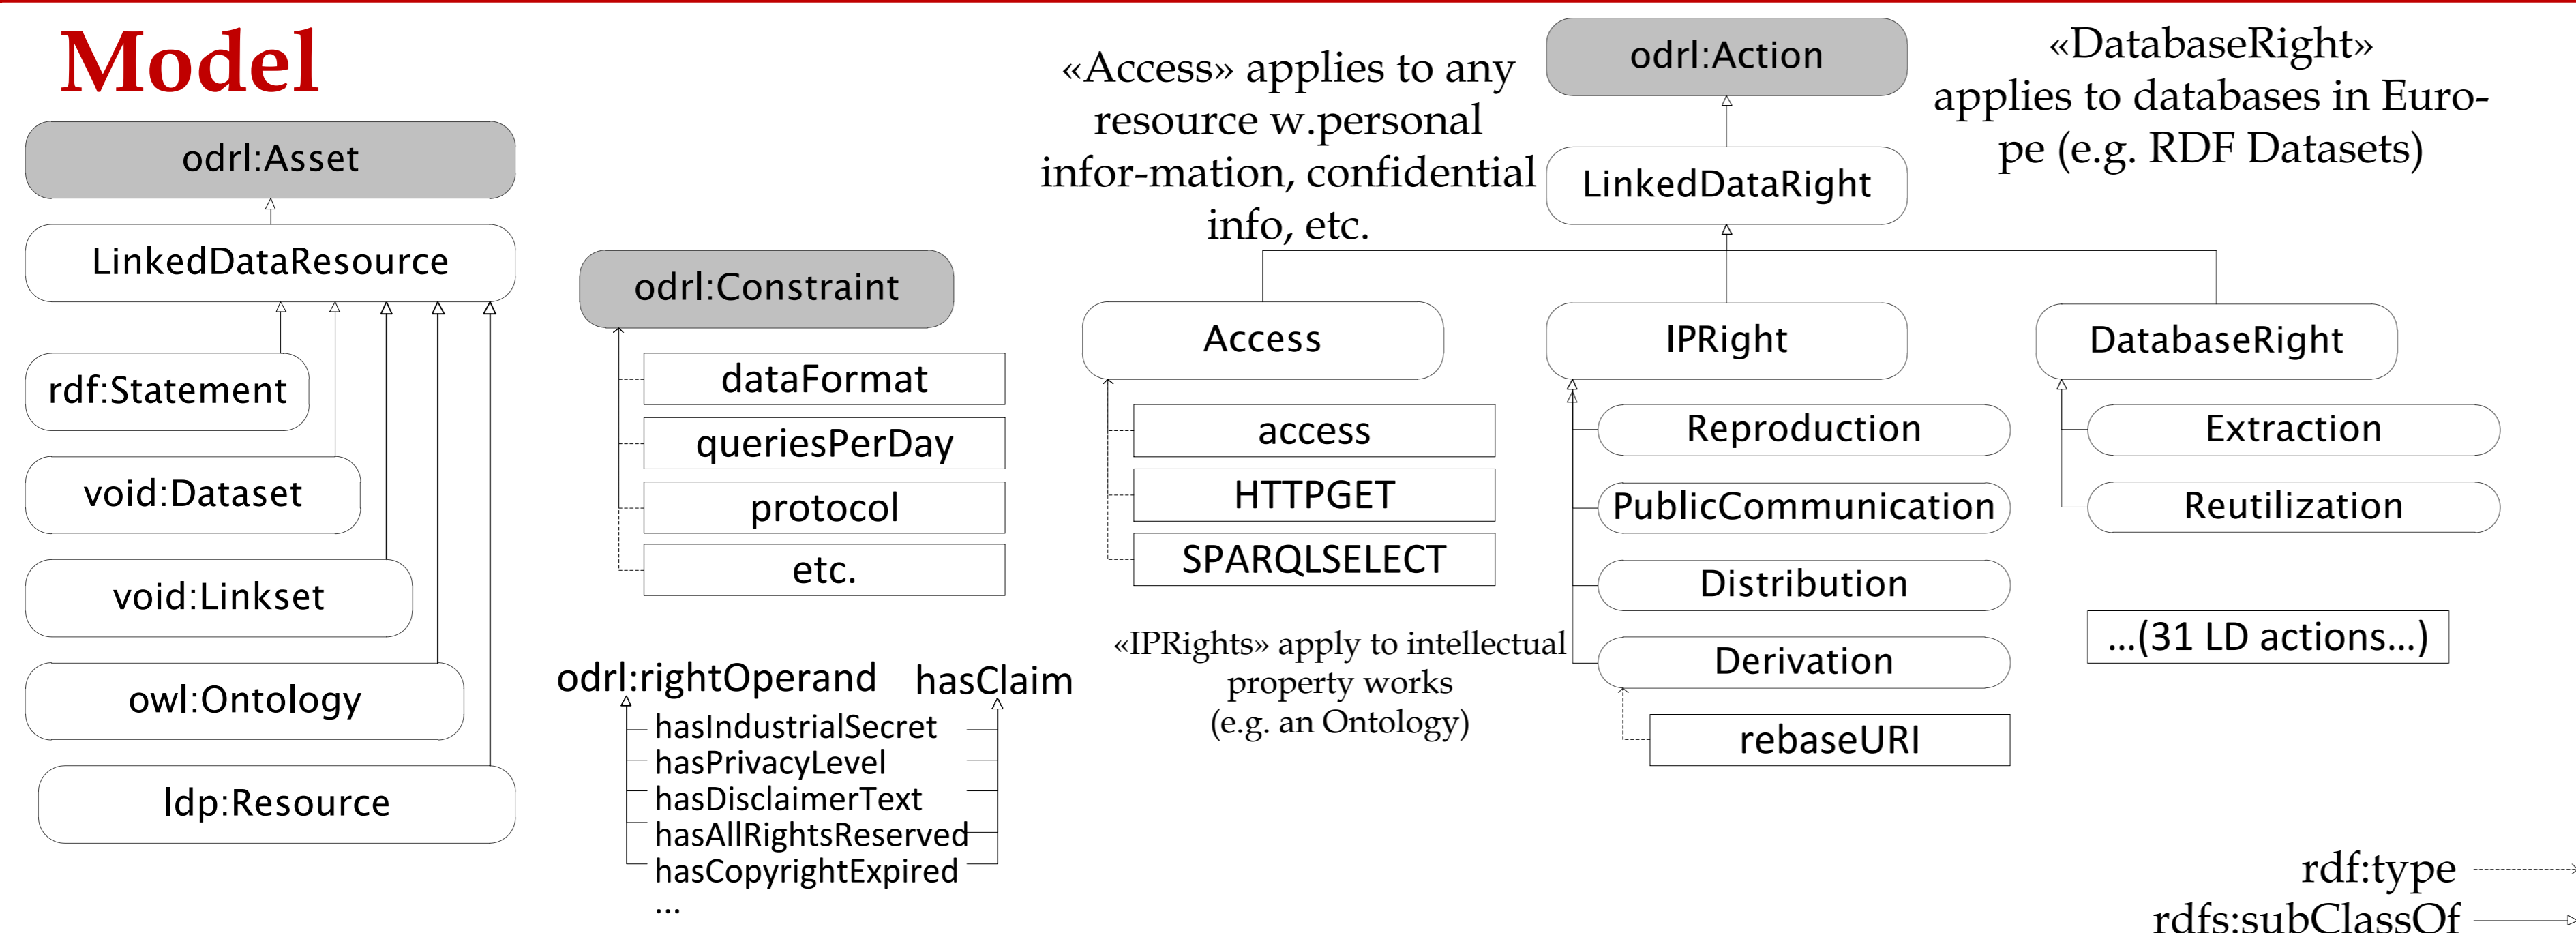 Model
odrl:Asset
LinkedDataResource
rdf:Statement
void:Dataset
void:Linkset
owl:Ontology
ldp:Resource
odrl:Constraint
dataFormat
queriesPerDay
protocol
etc.
odrl:rightOperand
hasClaim
hasIndustrialSecret
hasPrivacyLevel
hasDisclaimerText
hasAllRightsReserved
hasCopyrightExpired
...
«Access» applies to any
resource w.personal
infor-mation, confidential
info, etc.
odrl:Action
LinkedDataRight
«DatabaseRight»
applies to databases in Euro-
pe (e.g. RDF Datasets)
Access
access
HTTPGET
SPARQLSELECT
«IPRights» apply to intellectual
property works
(e.g. an Ontology)
IPRight
Reproduction
PublicCommunication
Distribution
Derivation
rebaseURI
DatabaseRight
Extraction
Reutilization
...(31 LD actions...)
rdf:type
rdfs:subClassOf